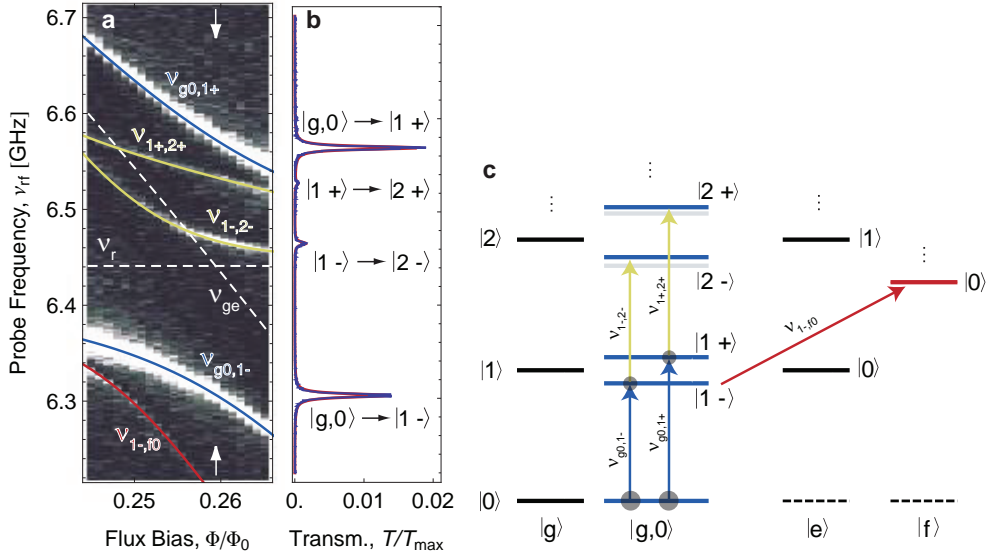 a
6.7
6.6
6.5
6.4
6.3
Probe Frequency, ν_rf [GHz]
ν_g0,1+
ν_1+,2+
ν_1-,2-
ν_r
ν_ge
ν_g0,1-
ν_1-,f0
0.25
0.26
Flux Bias, Φ/Φ_0
b
|g,0⟩ → |1 +⟩
|1 +⟩ → |2 +⟩
|1 -⟩ → |2 -⟩
|g,0⟩ → |1 -⟩
0.
0.01
0.02
Transm., T/T_max
c
⋮
⋮
⋮
⋮
|2 +⟩
|2⟩
|2 -⟩
|1⟩
|0⟩
ν_1-,2-
ν_1+,2+
ν_1-,f0
|1 +⟩
|1⟩
|1 -⟩
|0⟩
ν_g0,1-
ν_g0,1+
|0⟩
|g⟩
|g,0⟩
|e⟩
|f⟩